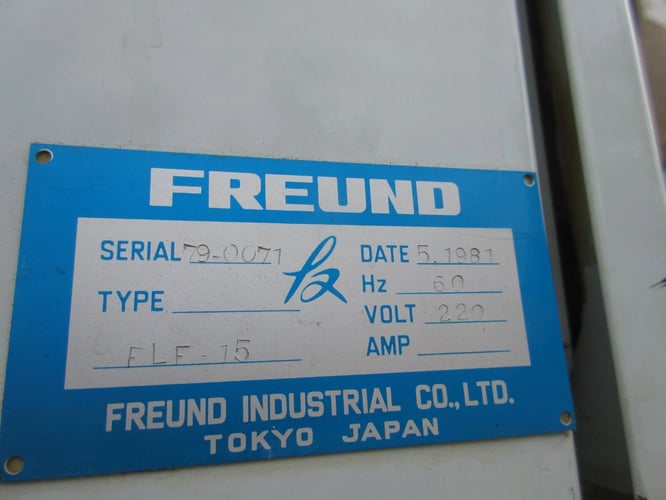 FREUND
SERIAL 79-0071
DATE 5.1981
TYPE
Hz 60
VOLT 220
FLF-15
AMP
FREUND INDUSTRIAL CO., LTD.
TOKYO JAPAN